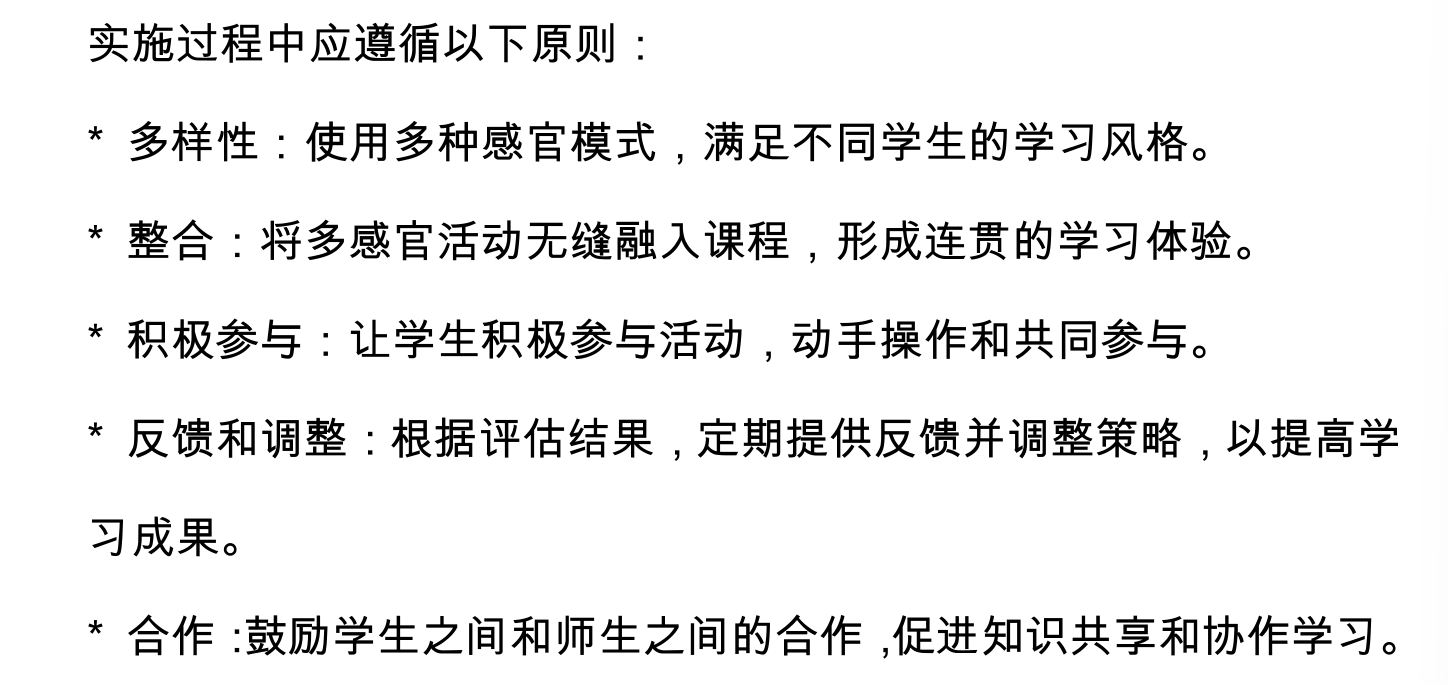 实施过程中应遵循以下原则：
* 多样性：使用多种感官模式，满足不同学生的学习风格。
* 整合：将多感官活动无缝融入课程，形成连贯的学习体验。
* 积极参与：让学生积极参与活动，动手操作和共同参与。
* 反馈和调整：根据评估结果，定期提供反馈并调整策略，以提高学
习成果。
* 合作：鼓励学生之间和师生之间的合作，促进知识共享和协作学习。